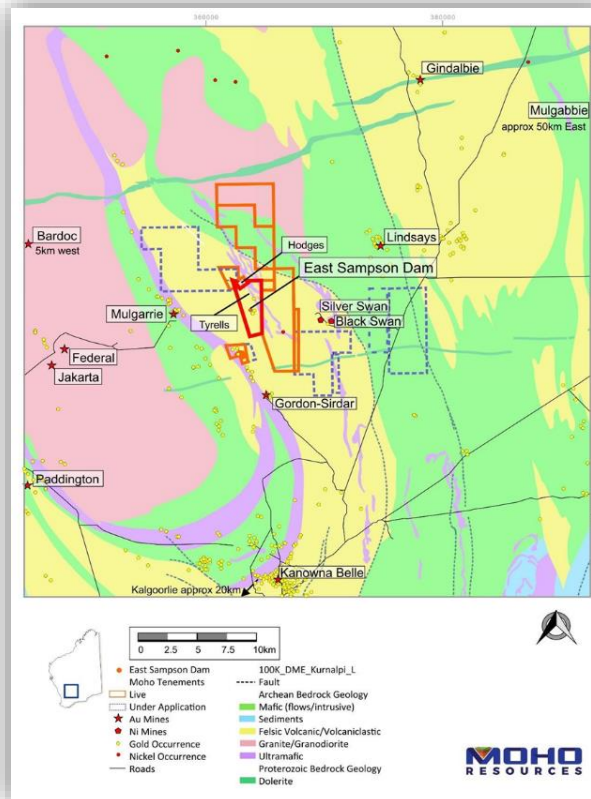 360000 380000
Gindalbie
Mulgabbie
approx 50km East
Bardoc
5km west
Lindsays
Hodges
East Sampson Dam
Silver Swan
Black Swan
Mulgarrie
Tyrells
Federal
Jakarta
Gordon-Sirdar
Paddington
Kanowna Belle
Kalgoorlie approx 20km
0 2.5 5 7.5 10km
East Sampson Dam
Moho Tenements
Live
Under Application
Au Mines
Ni Mines
Gold Occurrence
Nickel Occurrence
Roads
100K_DME_Kurnalpi_L
Fault
Archean Bedrock Geology
Mafic (flows/intrusive)
Sediments
Felsic Volcanic/Volcaniclastic
Granite/Granodiorite
Ultramafic
Proterozoic Bedrock Geology
Dolerite
MOHO
RESOURCES